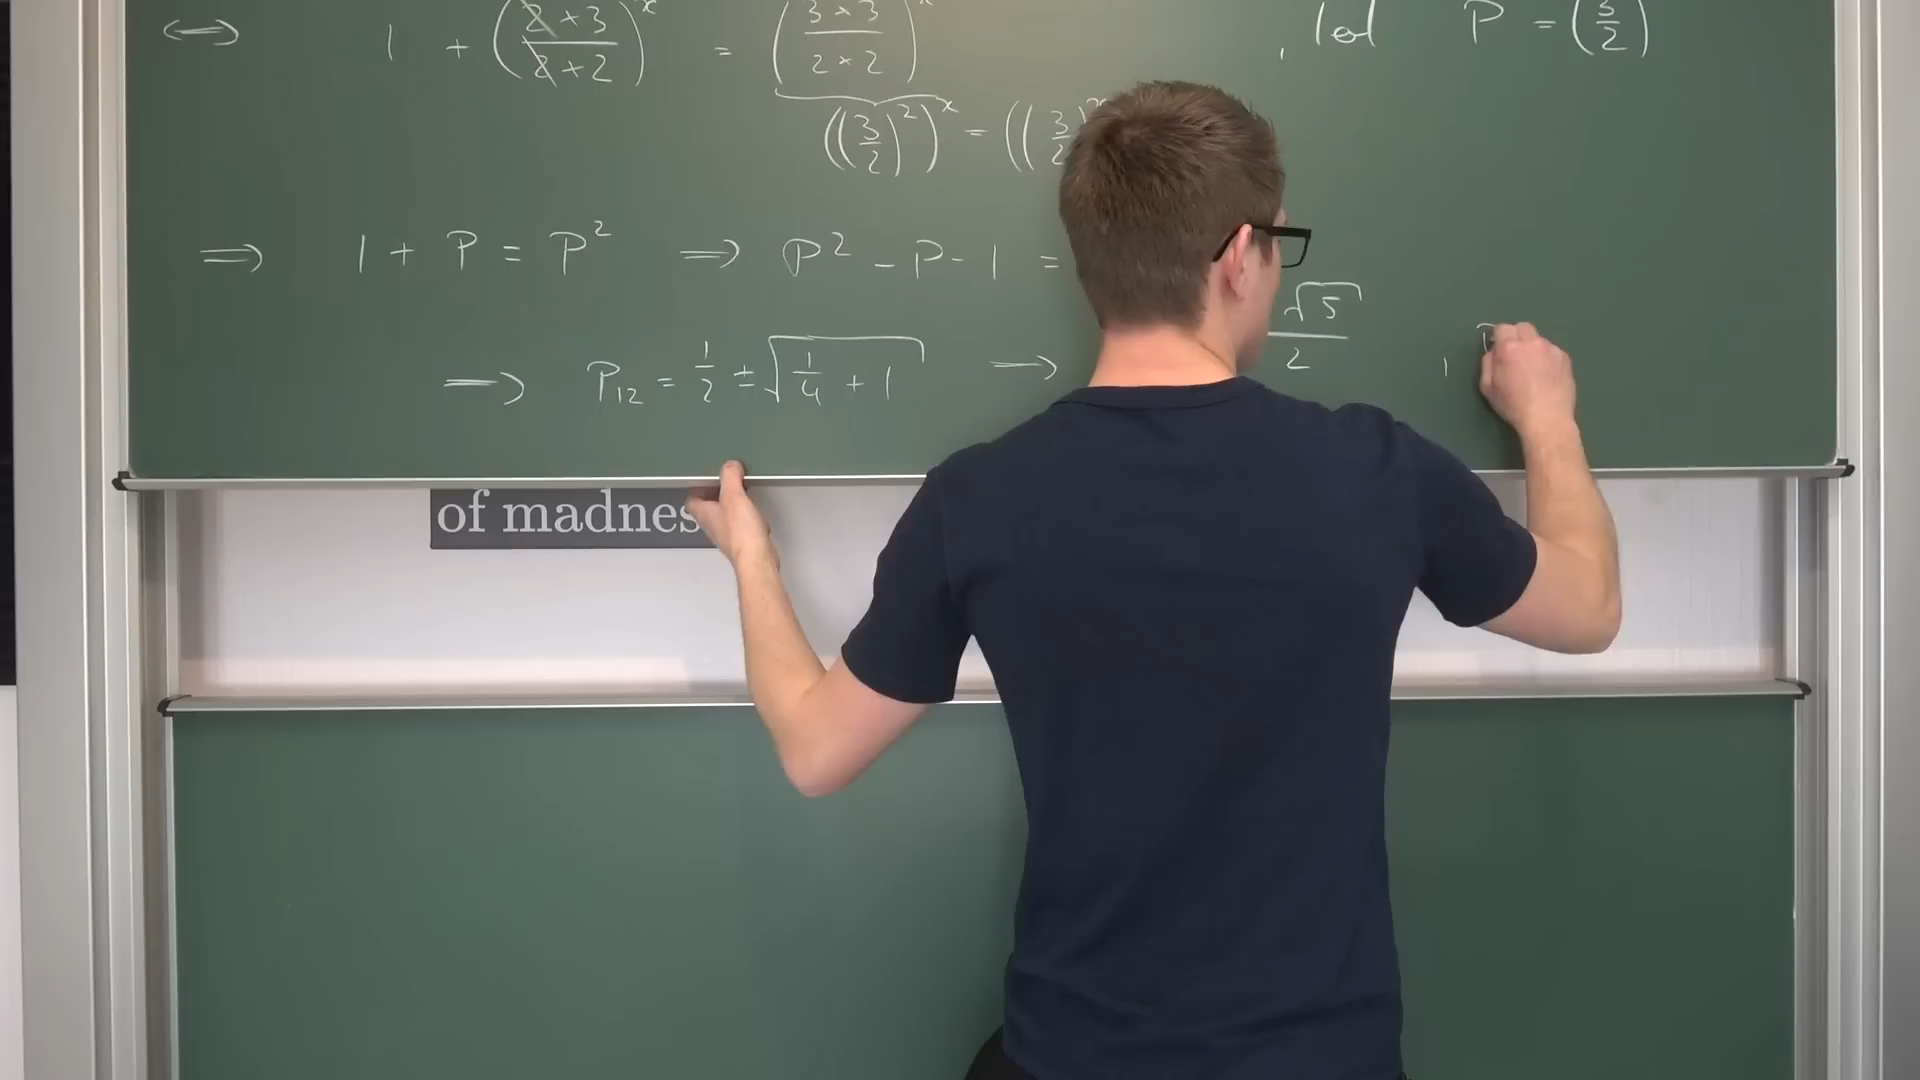 ⟺ 1 + (2×3 / 2×2)^x = (3×3 / 2×2)^x , let P = (3/2)
((3/2)^2)^x = ((3/2)^x
⟹ 1 + P = P^2 ⟹ P^2 - P - 1 =
⟹ P_12 = 1/2 ± √(1/4 + 1) ⟶ √5 / 2 ,
of madnes